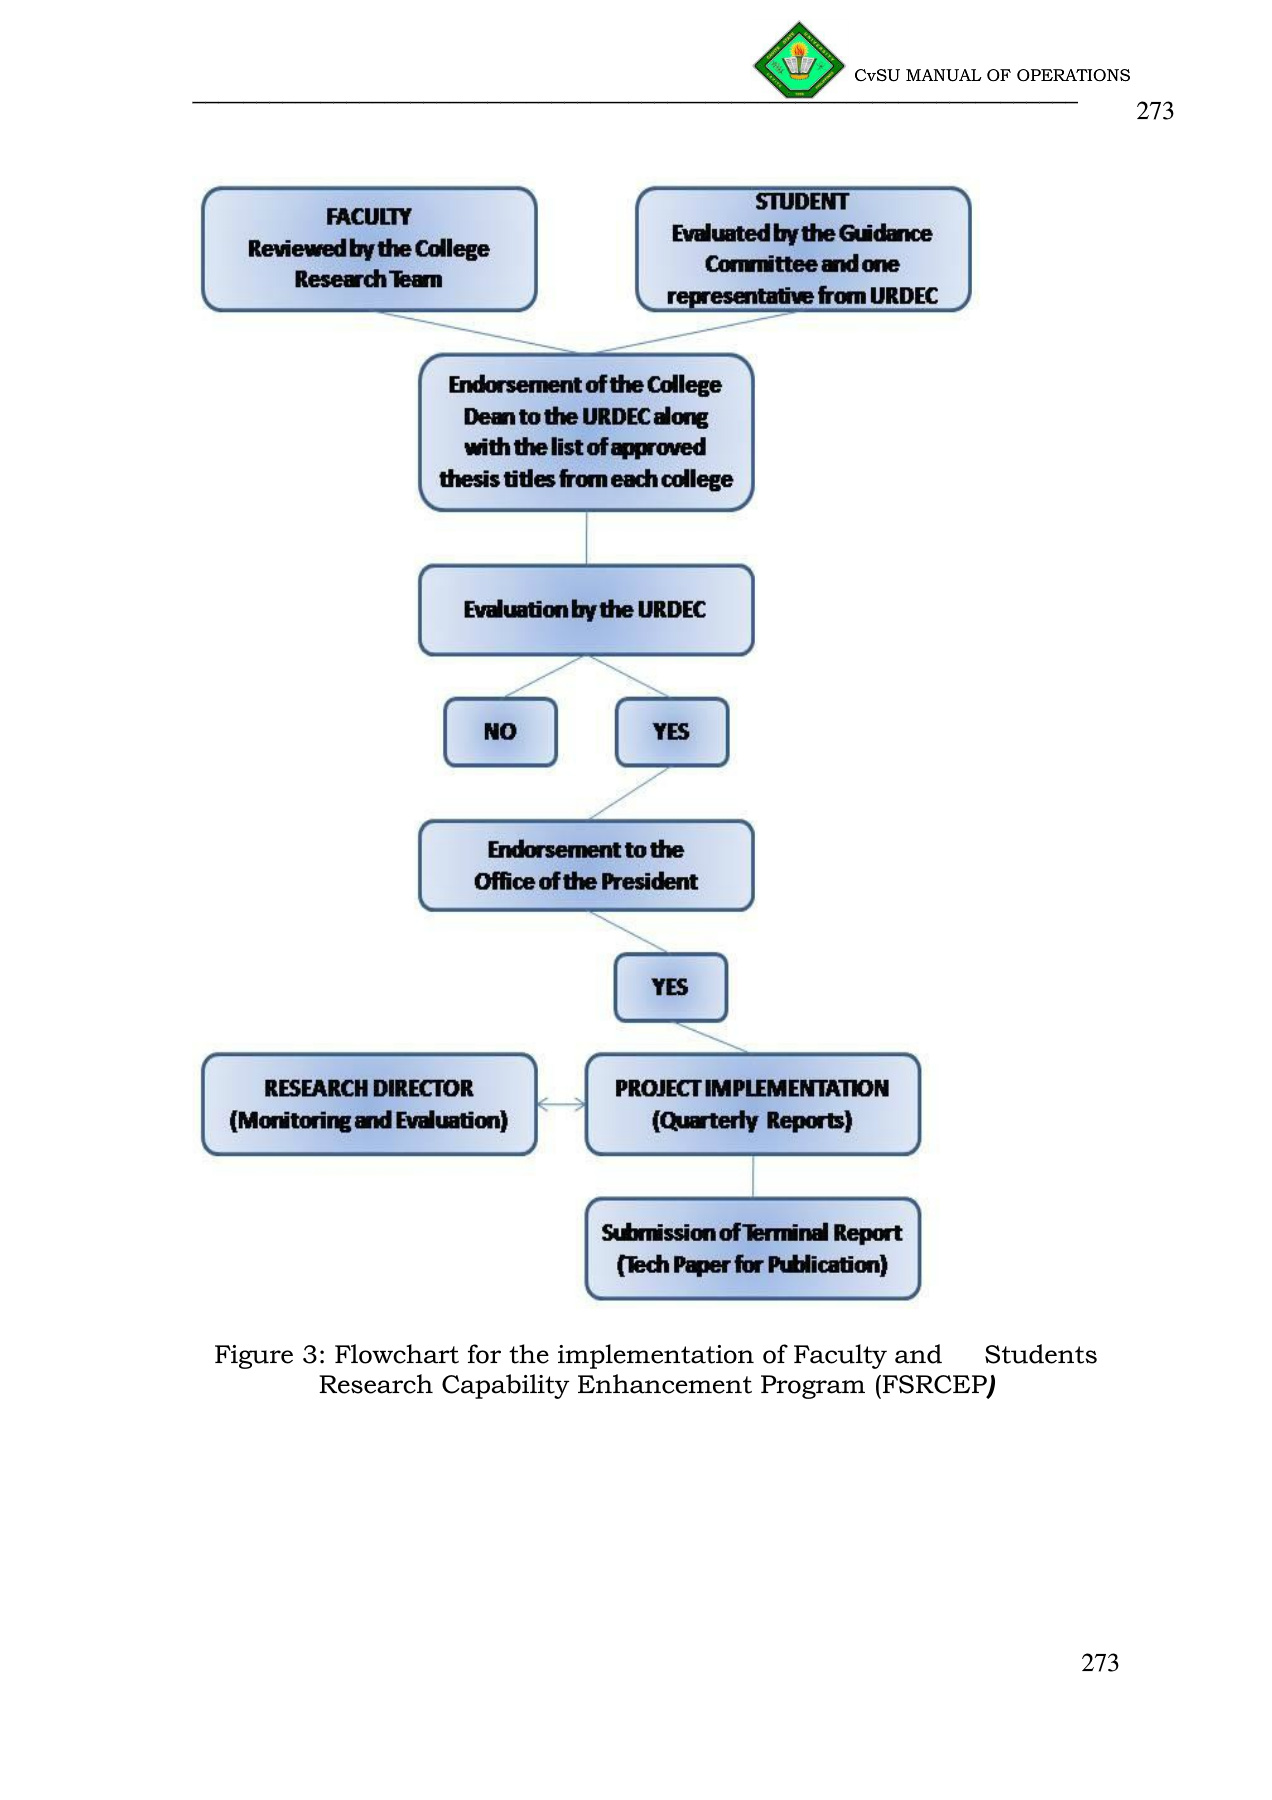 CvSU MANUAL OF OPERATIONS
273
FACULTY
Reviewed by the College
Research Team
STUDENT
Evaluated by the Guidance
Committee and one
representative from URDEC
Endorsement of the College
Dean to the URDEC along
with the list of approved
thesis titles from each college
Evaluation by the URDEC
NO
YES
Endorsement to the
Office of the President
YES
RESEARCH DIRECTOR
(Monitoring and Evaluation)
PROJECT IMPLEMENTATION
(Quarterly Reports)
Submission of Terminal Report
(Tech Paper for Publication)
Figure 3: Flowchart for the implementation of Faculty and Students
Research Capability Enhancement Program (FSRCEP)
273